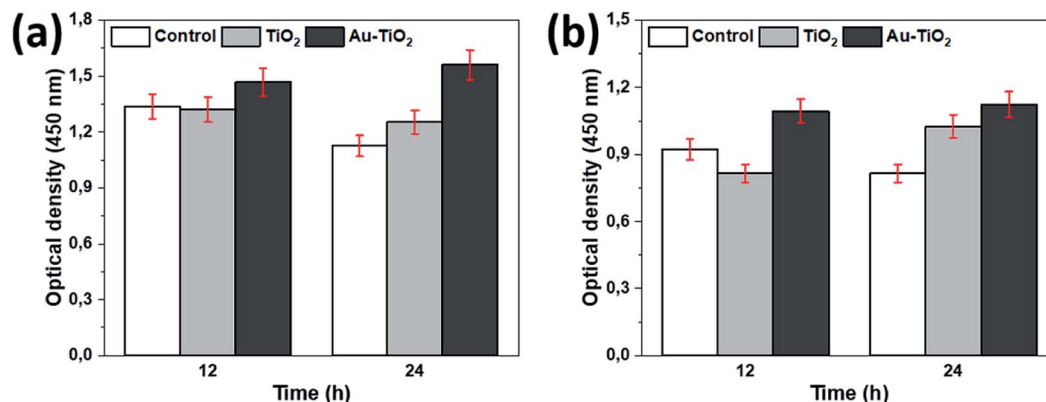 (a)
Control TiO₂ Au-TiO₂
Optical density (450 nm)
1,8
1,5
1,2
0,9
0,6
0,3
0,0
12 24
Time (h)
(b)
Control TiO₂ Au-TiO₂
Optical density (450 nm)
1,5
1,2
0,9
0,6
0,3
0,0
12 24
Time (h)